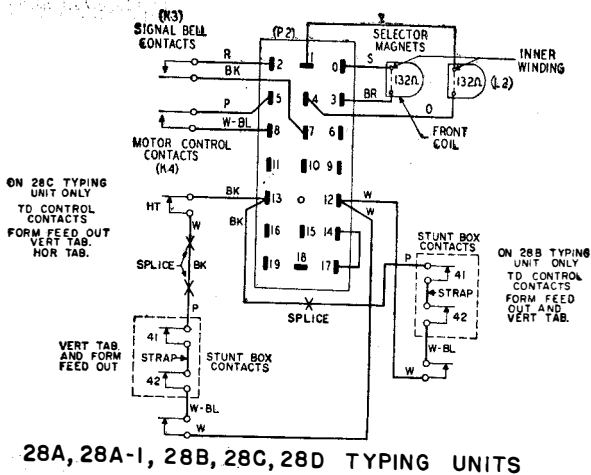 (K3)
SIGNAL BELL
CONTACTS
(P2)
SELECTOR
MAGNETS
INNER
WINDING
R
BK
2
1
0
S
132Ω
132Ω
(L2)
P
5
4
3
BR
O
W-BL
8
7
6
FRONT
COIL
MOTOR CONTROL
CONTACTS
(K4)
11
10
9
ON 28C TYPING
UNIT ONLY
TD CONTROL
CONTACTS
FORM FEED OUT
VERT TAB.
HOR TAB.
HT
W
BK
BK
13
12
W
W
16
15
14
19
18
17
STUNT BOX
CONTACTS
ON 28B TYPING
UNIT ONLY
TD CONTROL
CONTACTS
FORM FEED
OUT AND
VERT TAB.
SPLICE
BK
P
41
STRAP
42
SPLICE
P
W-BL
W
VERT TAB.
AND FORM
FEED OUT
41
STRAP
42
STUNT BOX
CONTACTS
W-BL
W
28A, 28A-1, 28B, 28C, 28D TYPING UNITS